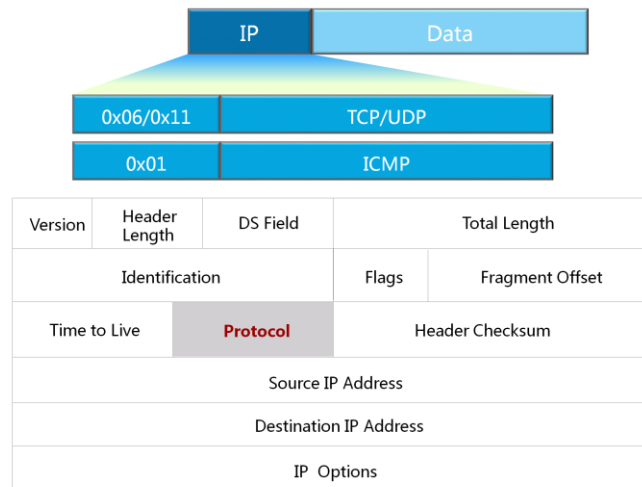 IP Data
0x06/0x11 TCP/UDP
0x01 ICMP
Version Header Length DS Field Total Length
Identification Flags Fragment Offset
Time to Live Protocol Header Checksum
Source IP Address
Destination IP Address
IP Options